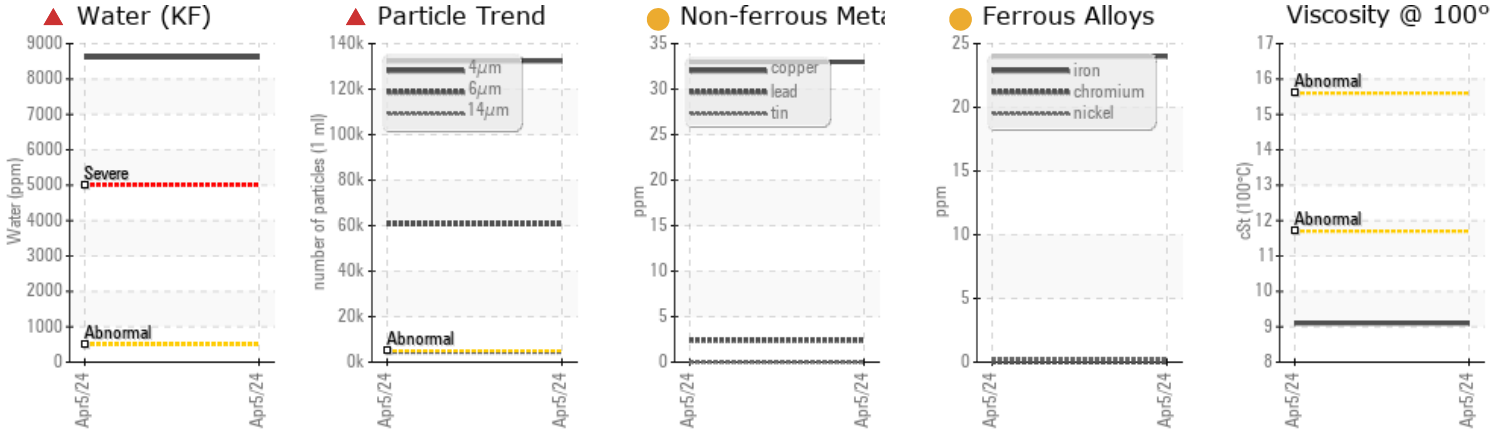 Water (KF)
9000
8000
7000
6000
5000
4000
3000
2000
1000
0
Water (ppm)
Severe
Abnormal
Apr5/24
Apr5/24
Particle Trend
140k
120k
100k
80k
60k
40k
20k
0k
number of particles (1 ml)
4µm
6µm
14µm
Abnormal
Apr5/24
Apr5/24
Non-ferrous Meta
35
30
25
20
15
10
5
0
ppm
copper
lead
tin
Apr5/24
Apr5/24
Ferrous Alloys
25
20
15
10
5
0
ppm
iron
chromium
nickel
Apr5/24
Apr5/24
Viscosity @ 100°
17
16
15
14
13
12
11
10
9
8
cSt (100°C)
Abnormal
Abnormal
Apr5/24
Apr5/24